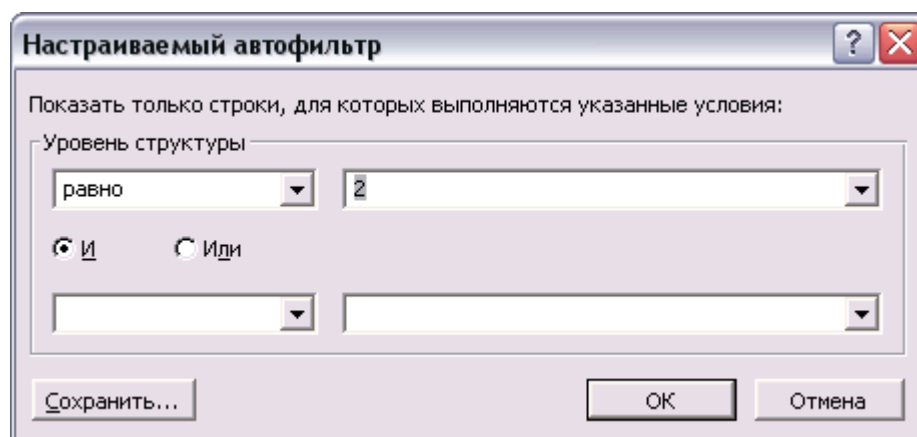 Настраиваемый автофильтр
Показать только строки, для которых выполняются указанные условия:
Уровень структуры
равно 2
И Или
Сохранить... ОК Отмена